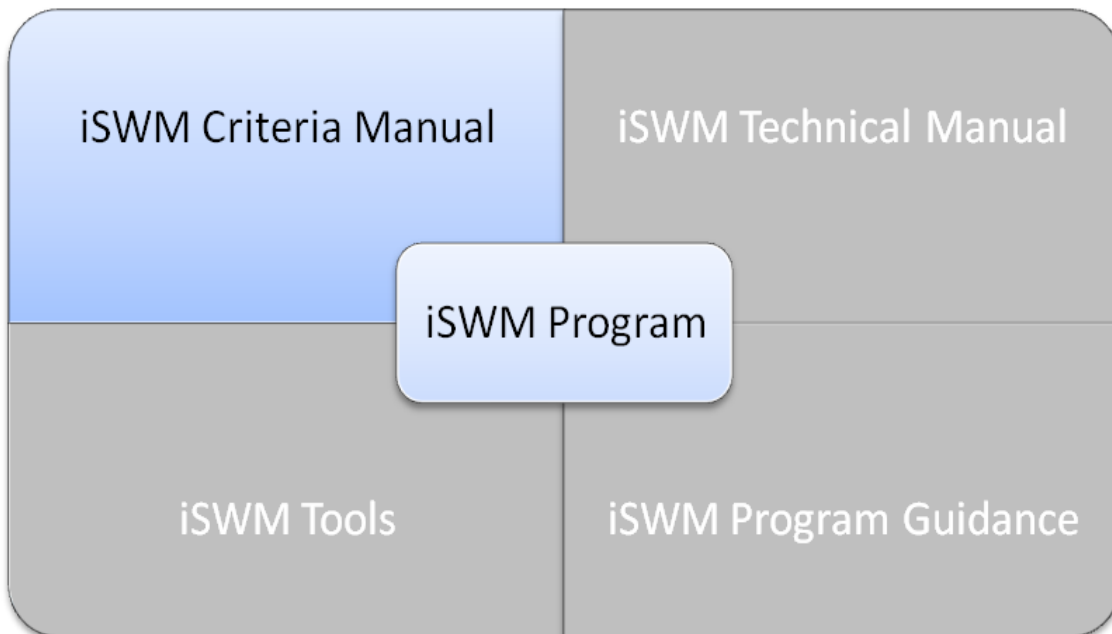 iSWM Criteria Manual
iSWM Technical Manual
iSWM Program
iSWM Tools
iSWM Program Guidance